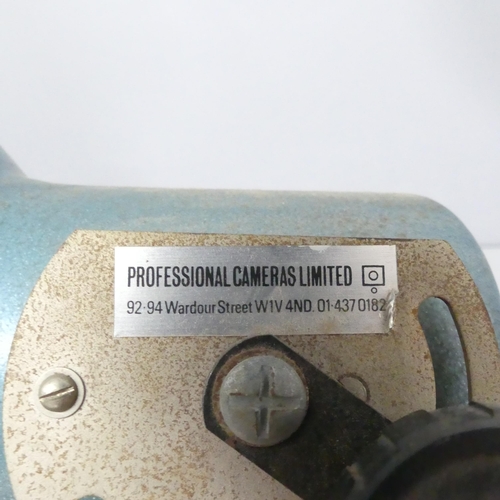 PROFESSIONAL CAMERAS LIMITED
92-94 Wardour Street W1V 4ND. 01-437 0182